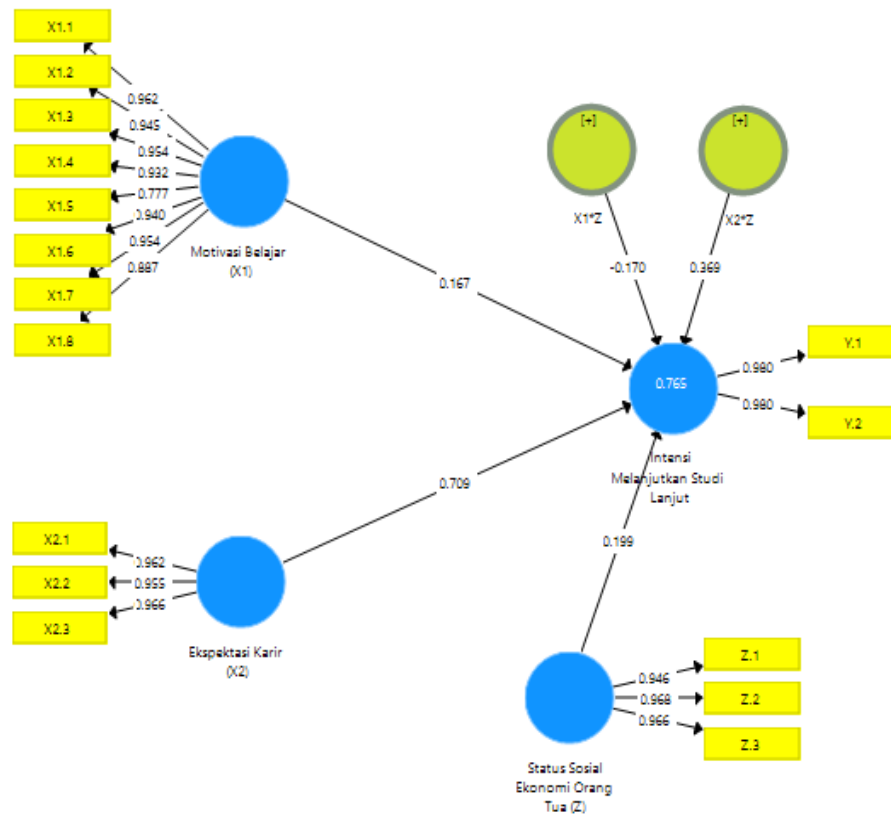 X1.1
X1.2
X1.3
X1.4
X1.5
X1.6
X1.7
X1.8
0.962
0.945
0.954
0.932
0.777
0.940
0.954
0.887
Motivasi Belajar
(X1)
[+]
[+]
X1*Z
X2*Z
-0.170
0.369
0.167
0.765
0.980
0.980
Y.1
Y.2
Intensi
Melanjutkan Studi
Lanjut
0.709
X2.1
X2.2
X2.3
0.962
0.955
0.966
Ekspektasi Karir
(X2)
0.199
0.946
0.968
0.966
Z.1
Z.2
Z.3
Status Sosial
Ekonomi Orang
Tua (Z)